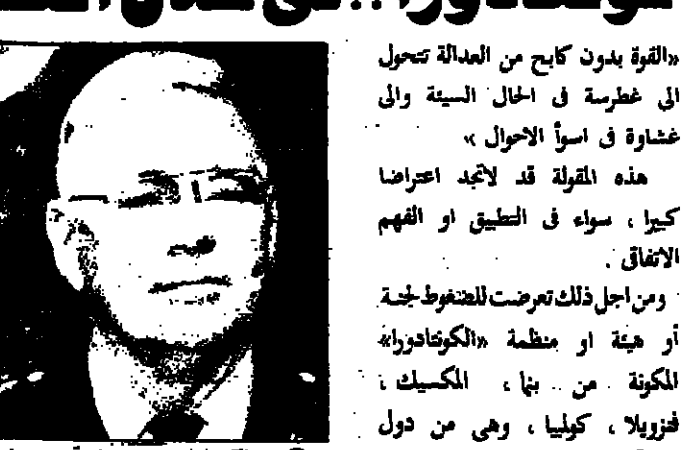 «القوة بدون كابح من العدالة تتحول
الى غطرسة فى الحال السيئة والى
غشاوة فى اسوأ الاحوال »
هذه المقولة قد لاتجد اعتراضا
كبيرا ، سواء فى التطبيق او الفهم
الاتفاقى .
ومن اجل ذلك تعرضت للضغوط لجنة
أو هيئة او منظمة «الكونتادورا»
المكونة من بنما ، المكسيك ،
فنزويلا ، كولمبيا ، وهى من دول